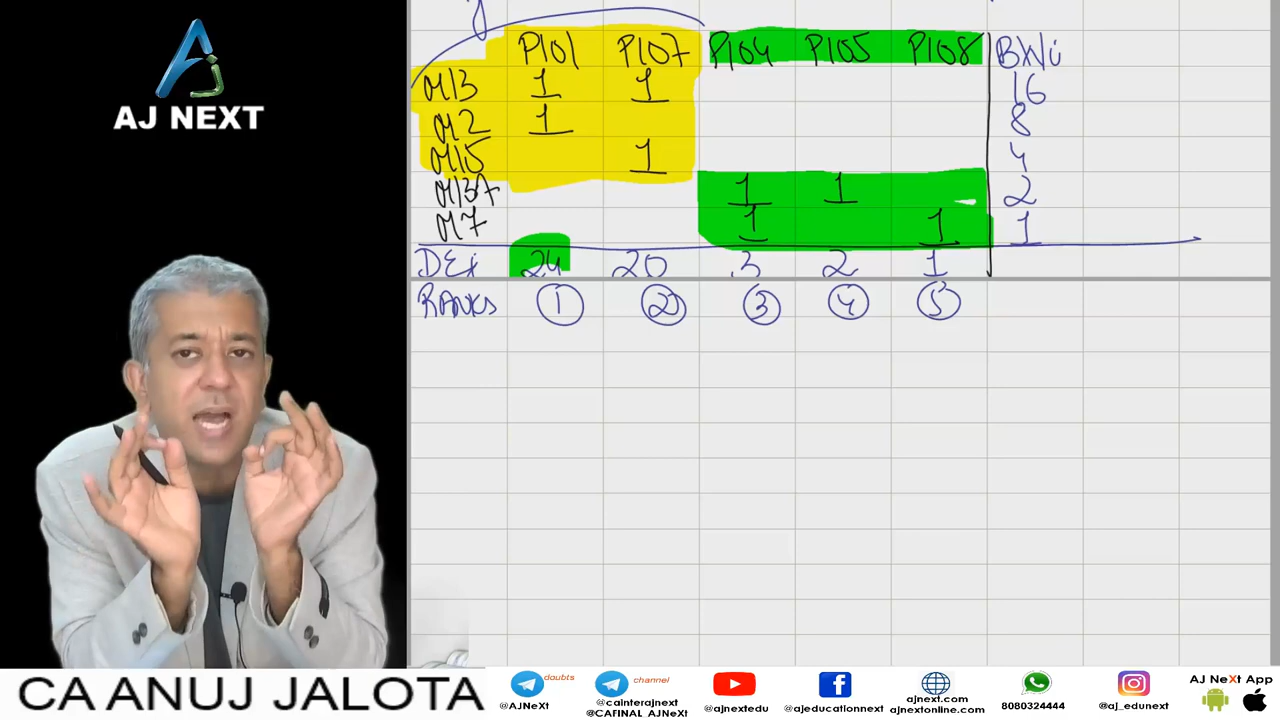 AJ NEXT
P101 P107 P104 P105 P108 BWi
M13 1 1 16
M2 1 8
M15 1 4
M137 1 1 2
M7 1 1 1
DEi 24 20 3 2 1
RANKS 1 2 3 4 5
CA ANUJ JALOTA
doubts
@AJNeXt
channel
@cainterajnext
@CAFINAL AJNeXt
@ajnextedu
@ajeducationnext
ajnext.com
ajnextonline.com
8080324444
@aj_edunext
AJ NeXt App